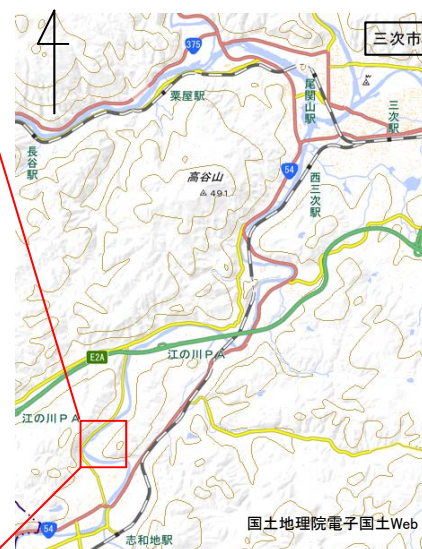 375
三次市
粟屋駅
尾関山駅
三次駅
長谷駅
高谷山
491
54
西三次駅
E2A
江の川PA
江の川PA
54
志和地駅
国土地理院電子国土Web